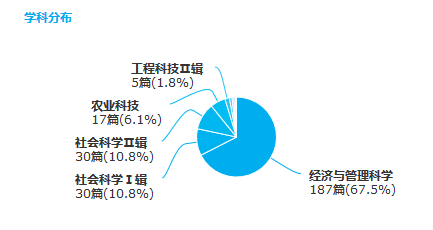 学科分布
工程科技Ⅱ辑
5篇(1.8%)
农业科技
17篇(6.1%)
社会科学Ⅱ辑
30篇(10.8%)
社会科学Ⅰ辑
30篇(10.8%)
经济与管理科学
187篇(67.5%)